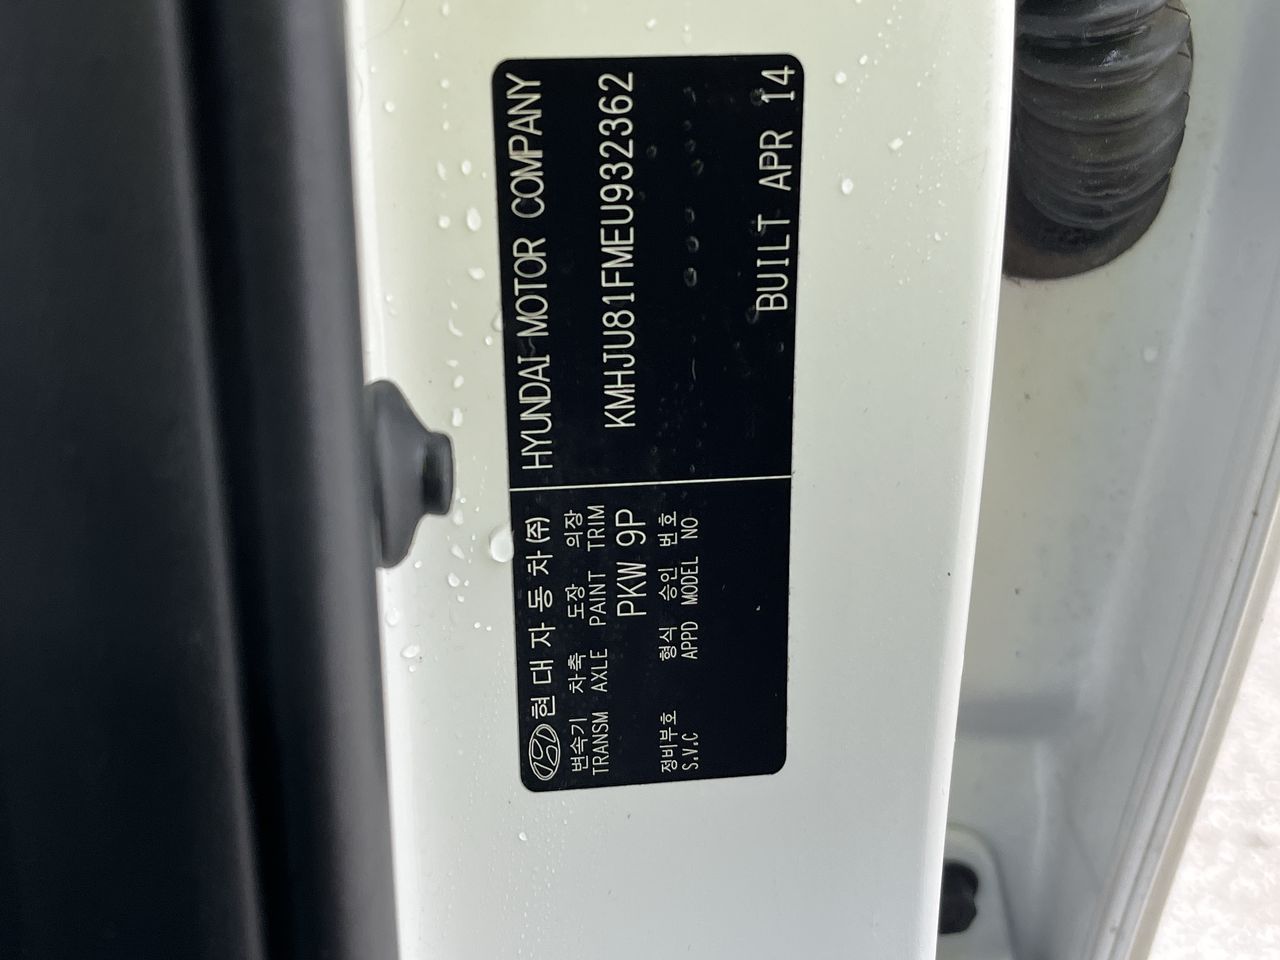 현대자동차(주)
변속기 차축 도장 의장
TRANSM AXLE PAINT TRIM
PKW 9P
정비부호 형식 승인 번호
S.V.C APPD MODEL NO
HYUNDAI MOTOR COMPANY
KMHJU81FMEU932362
BUILT APR 14